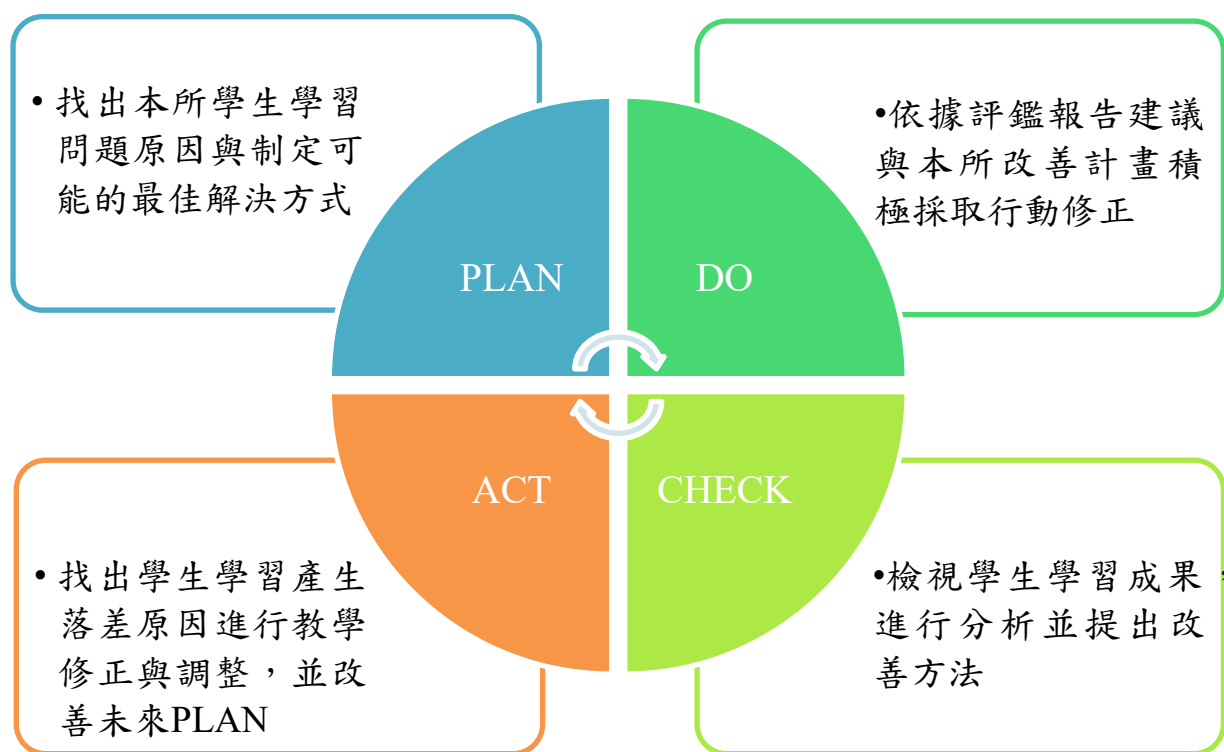 • 找出本所學生學習
問題原因與制定可
能的最佳解決方式
PLAN
DO
•依據評鑑報告建議
與本所改善計畫積
極採取行動修正
ACT
• 找出學生學習產生
落差原因進行教學
修正與調整，並改
善未來PLAN
CHECK
•檢視學生學習成果，
進行分析並提出改
善方法